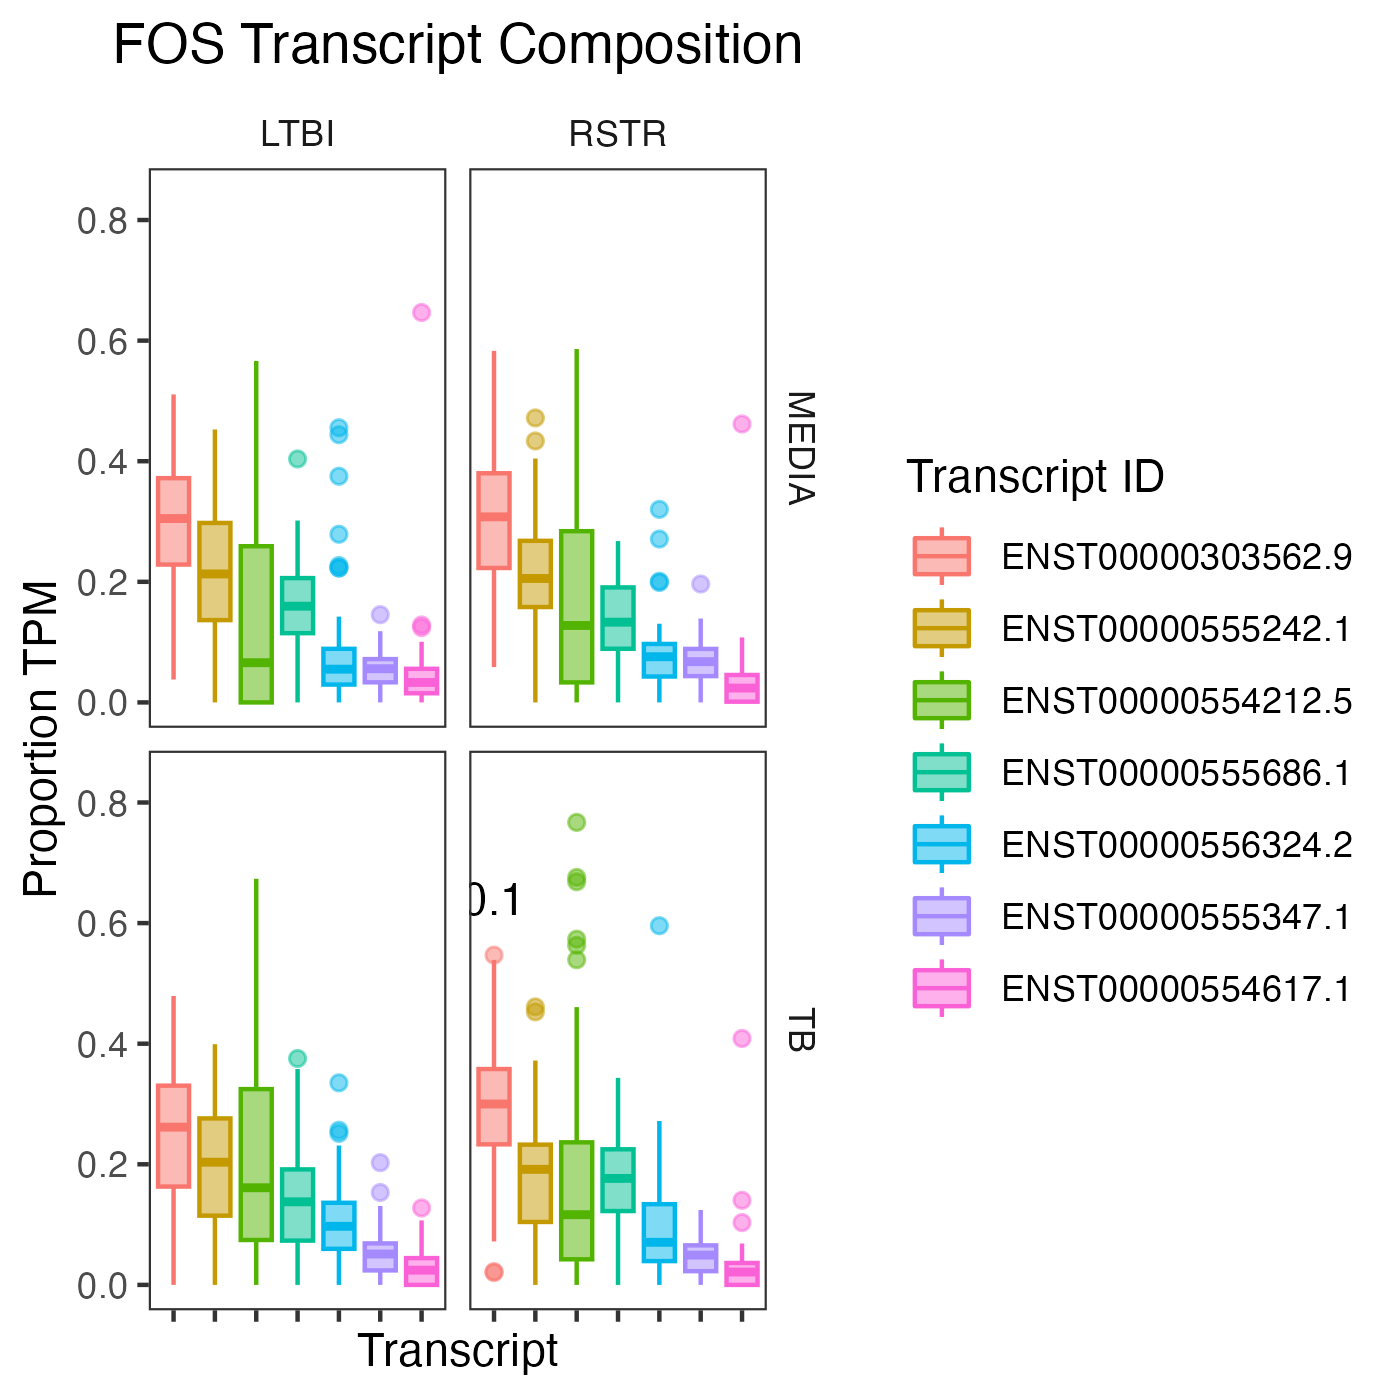 FOS Transcript Composition
LTBI
RSTR
0.8
0.6
0.4
0.2
0.0
MEDIA
0.8
0.6
0.4
0.2
0.0
0.1
TB
Proportion TPM
Transcript
Transcript ID
ENST00000303562.9
ENST00000555242.1
ENST00000554212.5
ENST00000555686.1
ENST00000556324.2
ENST00000555347.1
ENST00000554617.1